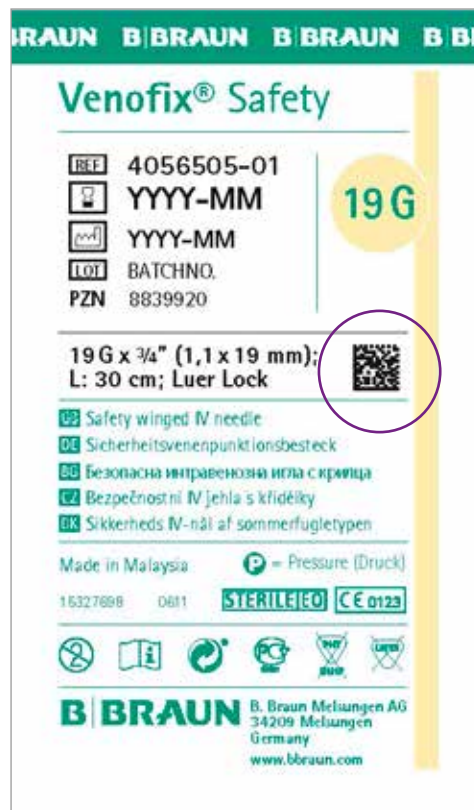 BRAUN B BRAUN B BRAUN B B
Venofix® Safety
REF 4056505-01
YYYY-MM
YYYY-MM
LOT BATCHNO.
PZN 8839920
19 G
19 G x ¾" (1,1 x 19 mm);
L: 30 cm; Luer Lock
GB Safety winged IV needle
DE Sicherheitsvenenpunktionsbesteck
BG Безопасна интравенозна игла с крилца
CZ Bezpečnostní IV jehla s křidélky
DK Sikkerheds IV-nål af sommerfugletypen
Made in Malaysia P = Pressure (Druck)
0611 STERILE EO CE 0123
B BRAUN
B. Braun Melsungen AG
34209 Melsungen
Germany
www.bbraun.com